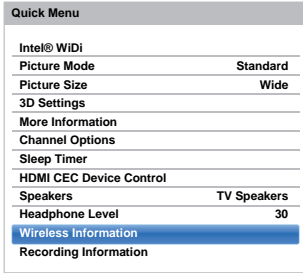 Quick Menu
Intel® WiDi
Picture Mode Standard
Picture Size Wide
3D Settings
More Information
Channel Options
Sleep Timer
HDMI CEC Device Control
Speakers TV Speakers
Headphone Level 30
Wireless Information
Recording Information